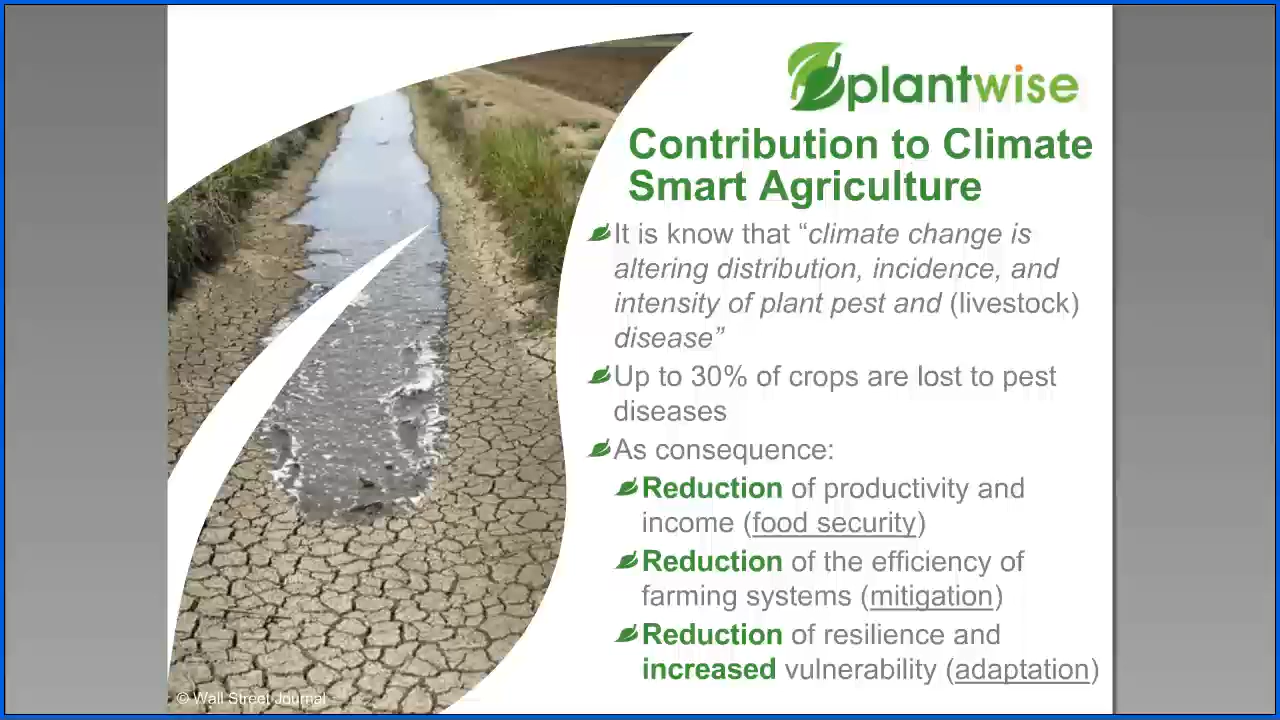 plantwise
Contribution to Climate
Smart Agriculture
It is know that “climate change is
altering distribution, incidence, and
intensity of plant pest and (livestock)
disease”
Up to 30% of crops are lost to pest
diseases
As consequence:
Reduction of productivity and
income (food security)
Reduction of the efficiency of
farming systems (mitigation)
Reduction of resilience and
increased vulnerability (adaptation)
© Wall Street Journal